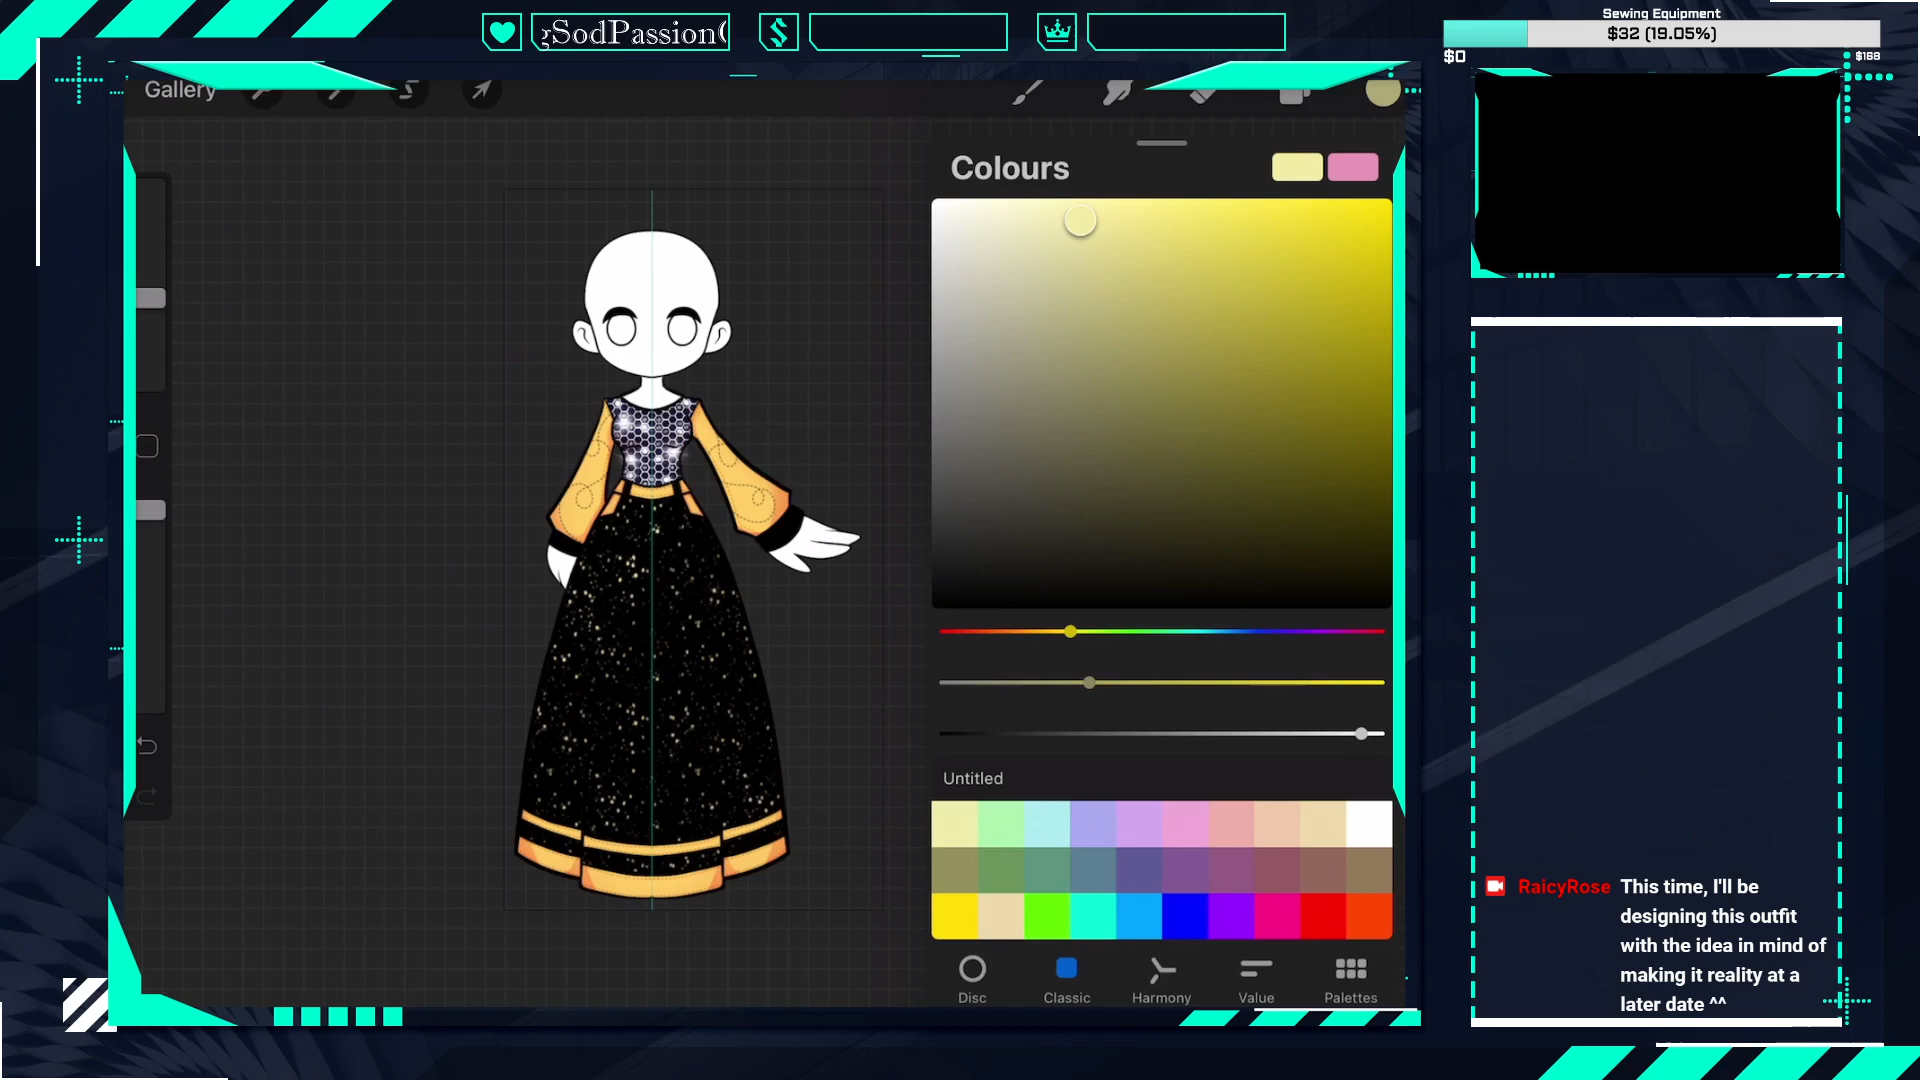 gSodPassion(
Sewing Equipment
$32 (19.05%)
$0
$168
Gallery
Colours
Untitled
Disc
Classic
Harmony
Value
Palettes
RaicyRose This time, I'll be
designing this outfit
with the idea in mind of
making it reality at a
later date ^^